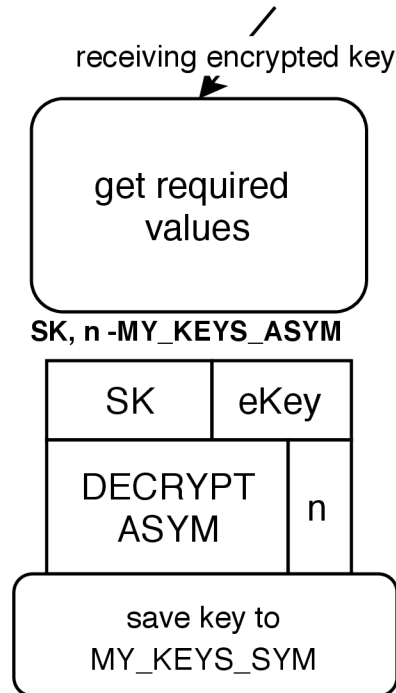 receiving encrypted key
get required
values
SK, n -MY_KEYS_ASYM
SK eKey
DECRYPT
ASYM
n
save key to
MY_KEYS_SYM